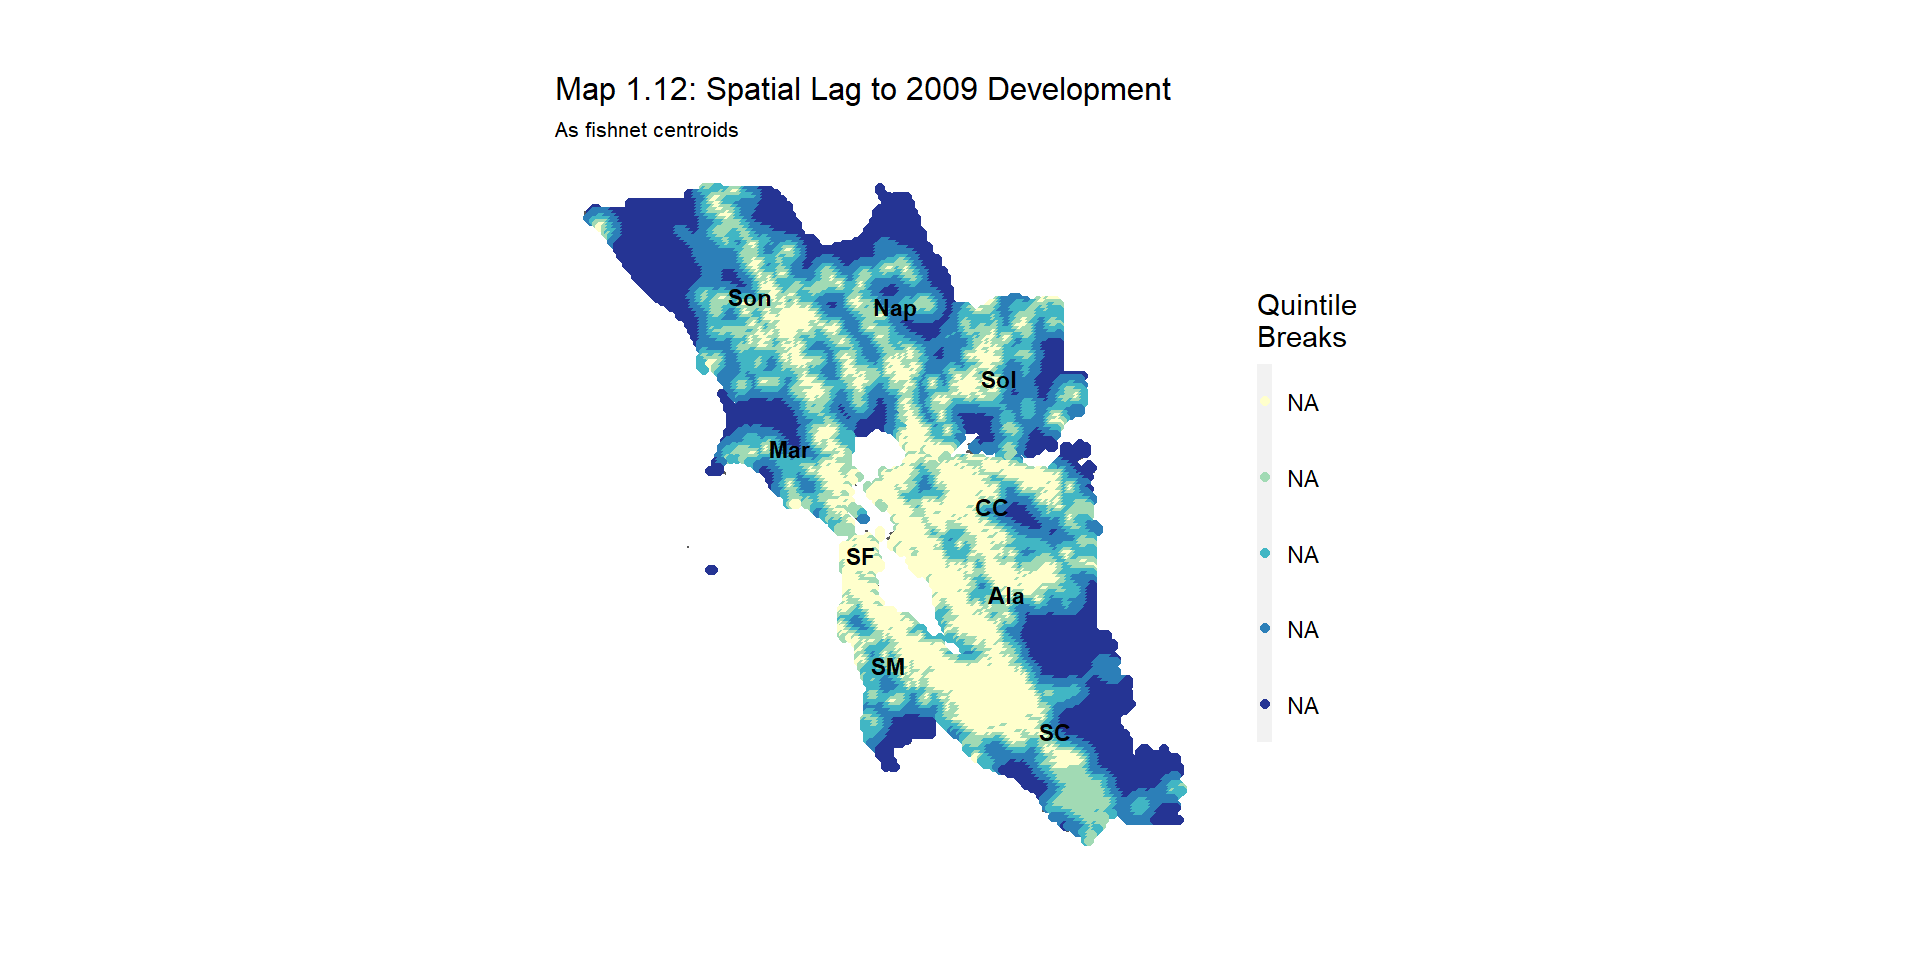 Map 1.12: Spatial Lag to 2009 Development
As fishnet centroids
Son
Nap
Sol
Mar
CC
SF
Ala
SM
SC
Quintile
Breaks
NA
NA
NA
NA
NA